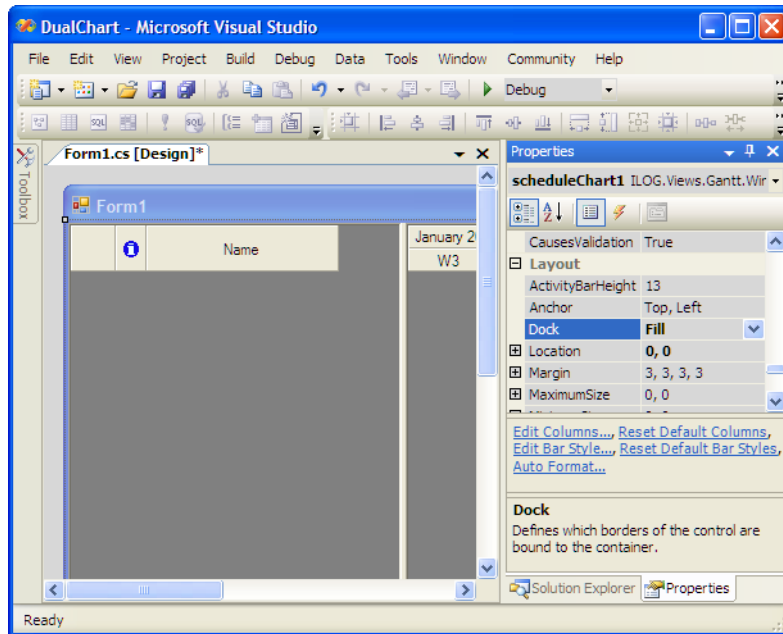 DualChart - Microsoft Visual Studio
File Edit View Project Build Debug Data Tools Window Community Help
Debug
SQL SQL
Toolbox
Form1.cs [Design]*
Form1
Name
January 2
W3
Properties
scheduleChart1 ILOG.Views.Gantt.Wir
CausesValidation True
Layout
ActivityBarHeight 13
Anchor Top, Left
Dock Fill
Location 0, 0
Margin 3, 3, 3, 3
MaximumSize 0, 0
Edit Columns..., Reset Default Columns,
Edit Bar Style..., Reset Default Bar Styles,
Auto Format...
Dock
Defines which borders of the control are
bound to the container.
Solution Explorer Properties
Ready